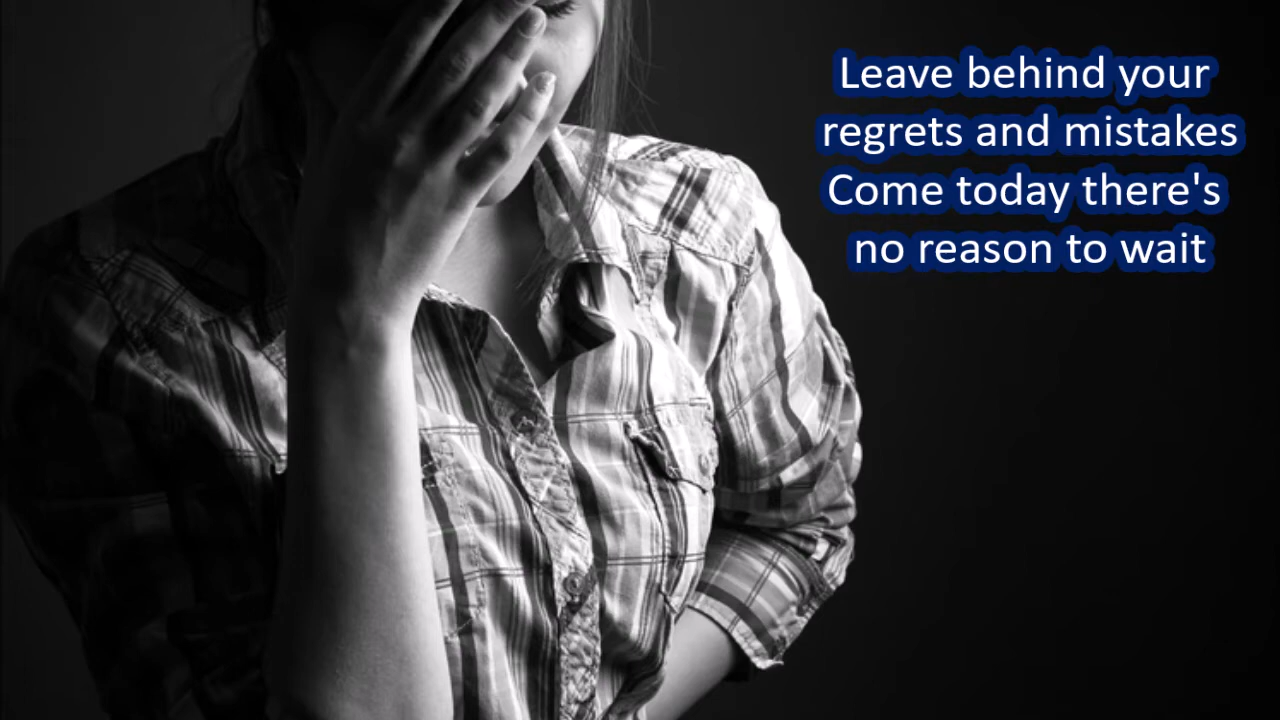 Leave behind your
regrets and mistakes
Come today there's
no reason to wait